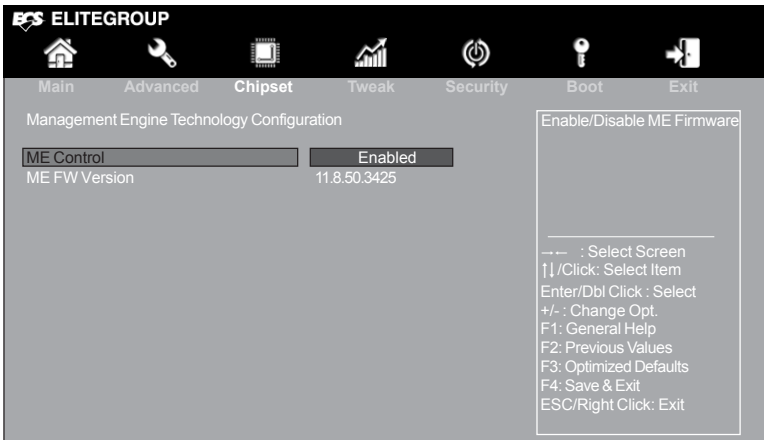 ECS ELITEGROUP
Main Advanced Chipset Tweak Security Boot Exit
Management Engine Technology Configuration
ME Control Enabled
ME FW Version 11.8.50.3425
Enable/Disable ME Firmware
→← : Select Screen
↑↓/Click: Select Item
Enter/Dbl Click : Select
+/- : Change Opt.
F1: General Help
F2: Previous Values
F3: Optimized Defaults
F4: Save & Exit
ESC/Right Click: Exit